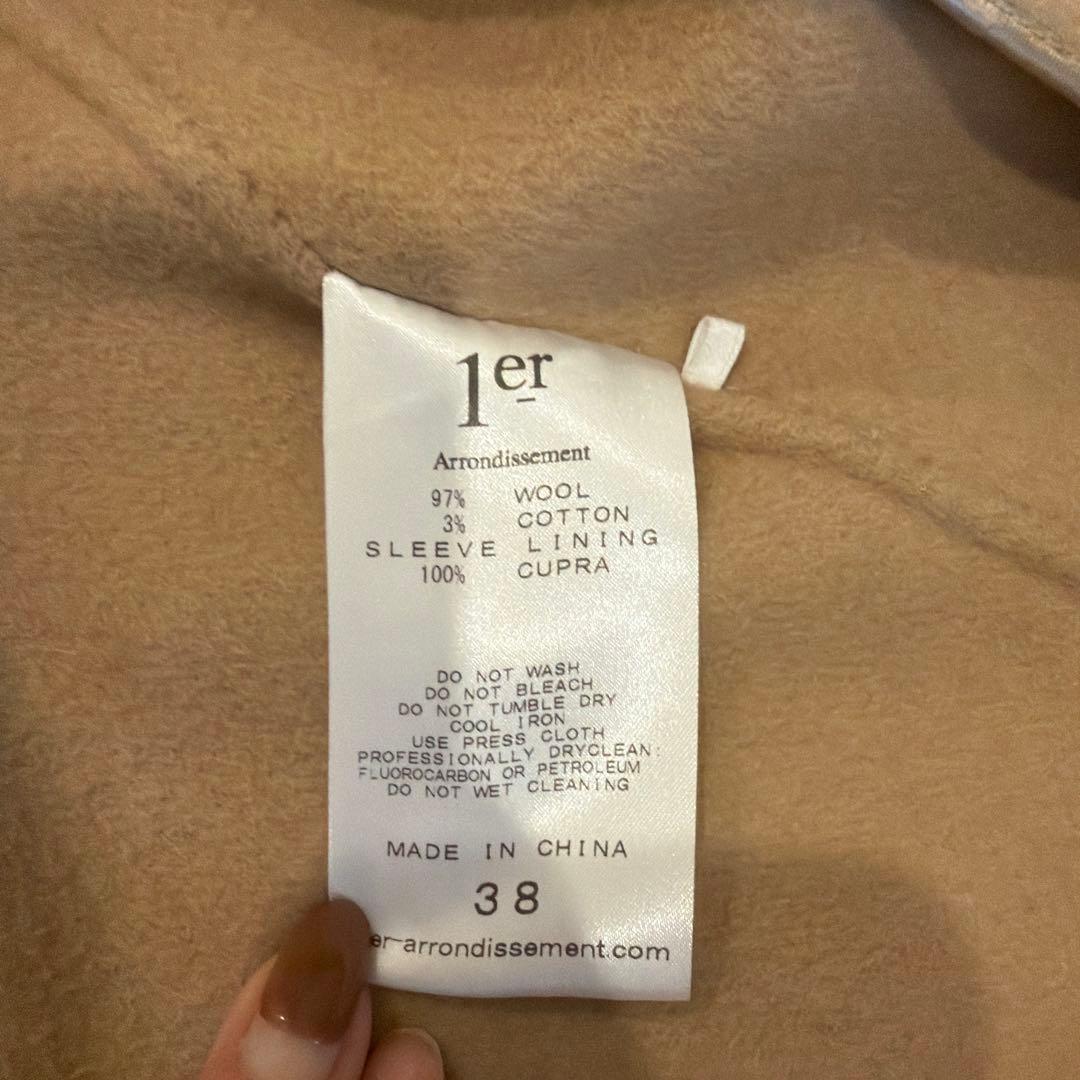 1er
Arrondissement
97% WOOL
3% COTTON
SLEEVE LINING
100% CUPRA
DO NOT WASH
DO NOT BLEACH
DO NOT TUMBLE DRY
COOL IRON
USE PRESS CLOTH
PROFESSIONALLY DRYCLEAN:
FLUOROCARBON OR PETROLEUM
DO NOT WET CLEANING
MADE IN CHINA
38
er-arrondissement.com